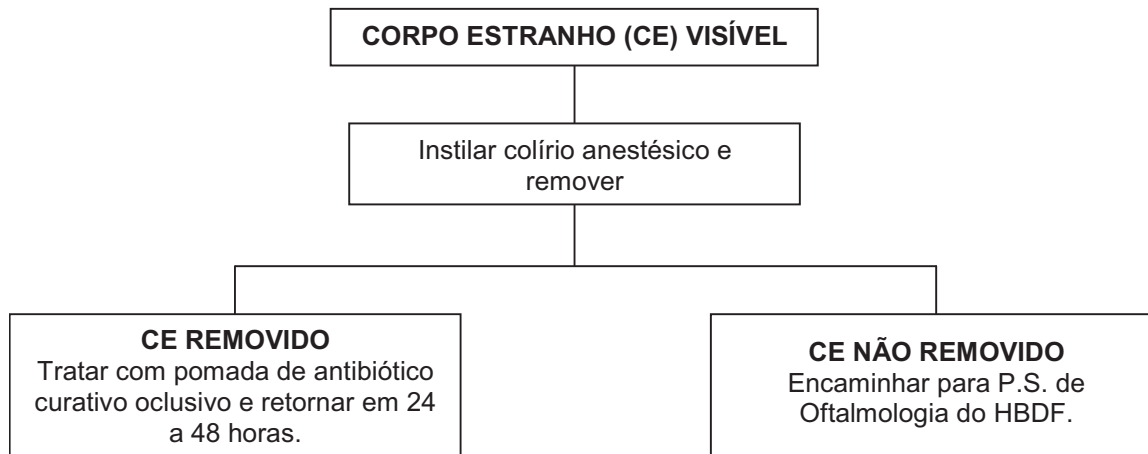 CORPO ESTRANHO (CE) VISÍVEL
Instilar colírio anestésico e
remover
CE REMOVIDO
Tratar com pomada de antibiótico
curativo oclusivo e retornar em 24
a 48 horas.
CE NÃO REMOVIDO
Encaminhar para P.S. de
Oftalmologia do HBDF.